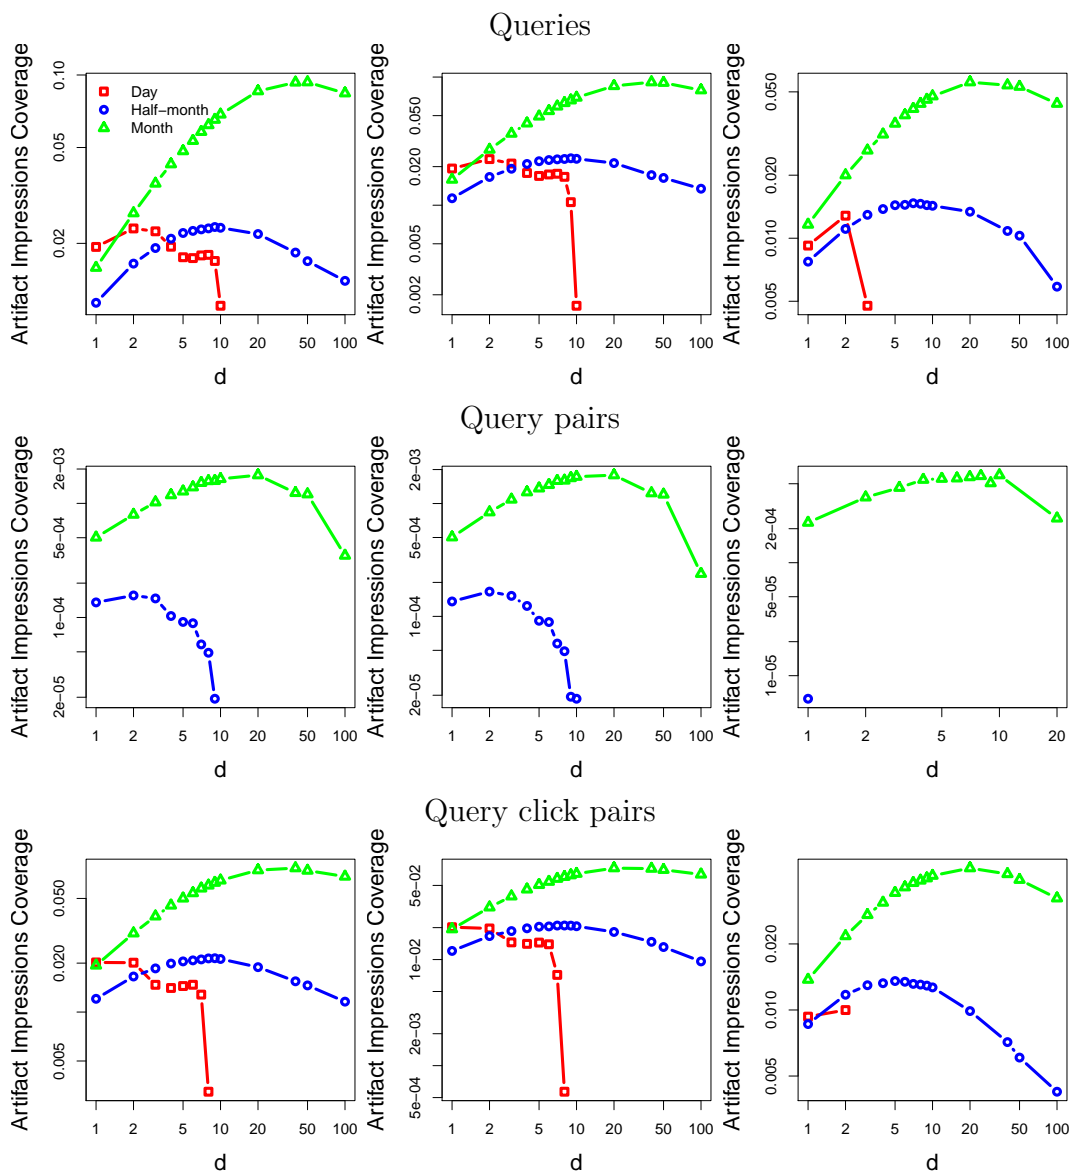 Queries
Artifact Impressions Coverage
0.02 0.05 0.10
Day
Half−month
Month
1 2 5 10 20 50 100
d
Artifact Impressions Coverage
0.002 0.005 0.020 0.050
1 2 5 10 20 50 100
d
Artifact Impressions Coverage
0.005 0.010 0.020 0.050
1 2 5 10 20 50 100
d
Query pairs
Artifact Impressions Coverage
2e−05 1e−04 5e−04 2e−03
1 2 5 10 20 50 100
d
Artifact Impressions Coverage
2e−05 1e−04 5e−04 2e−03
1 2 5 10 20 50 100
d
Artifact Impressions Coverage
1e−05 5e−05 2e−04
1 2 5 10 20
d
Query click pairs
Artifact Impressions Coverage
0.005 0.020 0.050
1 2 5 10 20 50 100
d
Artifact Impressions Coverage
5e−04 2e−03 1e−02 5e−02
1 2 5 10 20 50 100
d
Artifact Impressions Coverage
0.005 0.010 0.020
1 2 5 10 20 50 100
d